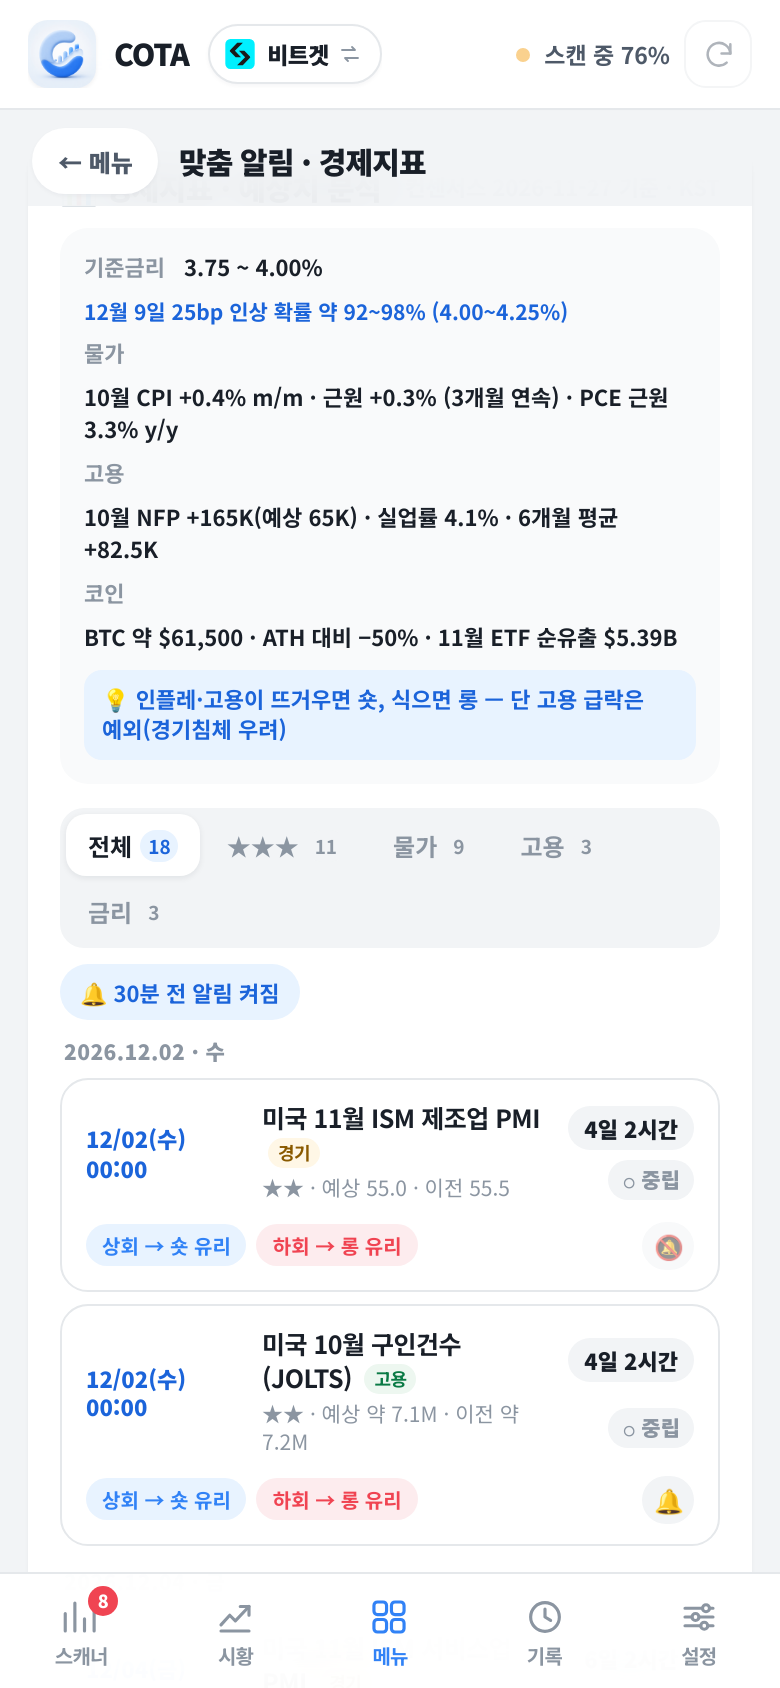 COTA 비트겟 ⇌ 스캔 중 76%
← 메뉴 맞춤 알림 · 경제지표
기준금리 3.75 ~ 4.00%
12월 9일 25bp 인상 확률 약 92~98% (4.00~4.25%)
물가
10월 CPI +0.4% m/m · 근원 +0.3% (3개월 연속) · PCE 근원
3.3% y/y
고용
10월 NFP +165K(예상 65K) · 실업률 4.1% · 6개월 평균
+82.5K
코인
BTC 약 $61,500 · ATH 대비 −50% · 11월 ETF 순유출 $5.39B
💡 인플레·고용이 뜨거우면 숏, 식으면 롱 — 단 고용 급락은
예외(경기침체 우려)
전체 18 ★★★ 11 물가 9 고용 3
금리 3
🔔 30분 전 알림 켜짐
2026.12.02 · 수
12/02(수)
00:00
미국 11월 ISM 제조업 PMI
경기
★★ · 예상 55.0 · 이전 55.5
4일 2시간
○ 중립
상회 → 숏 유리 하회 → 롱 유리
12/02(수)
00:00
미국 10월 구인건수
(JOLTS) 고용
★★ · 예상 약 7.1M · 이전 약
7.2M
4일 2시간
○ 중립
상회 → 숏 유리 하회 → 롱 유리
8
스캐너 시황 메뉴 기록 설정